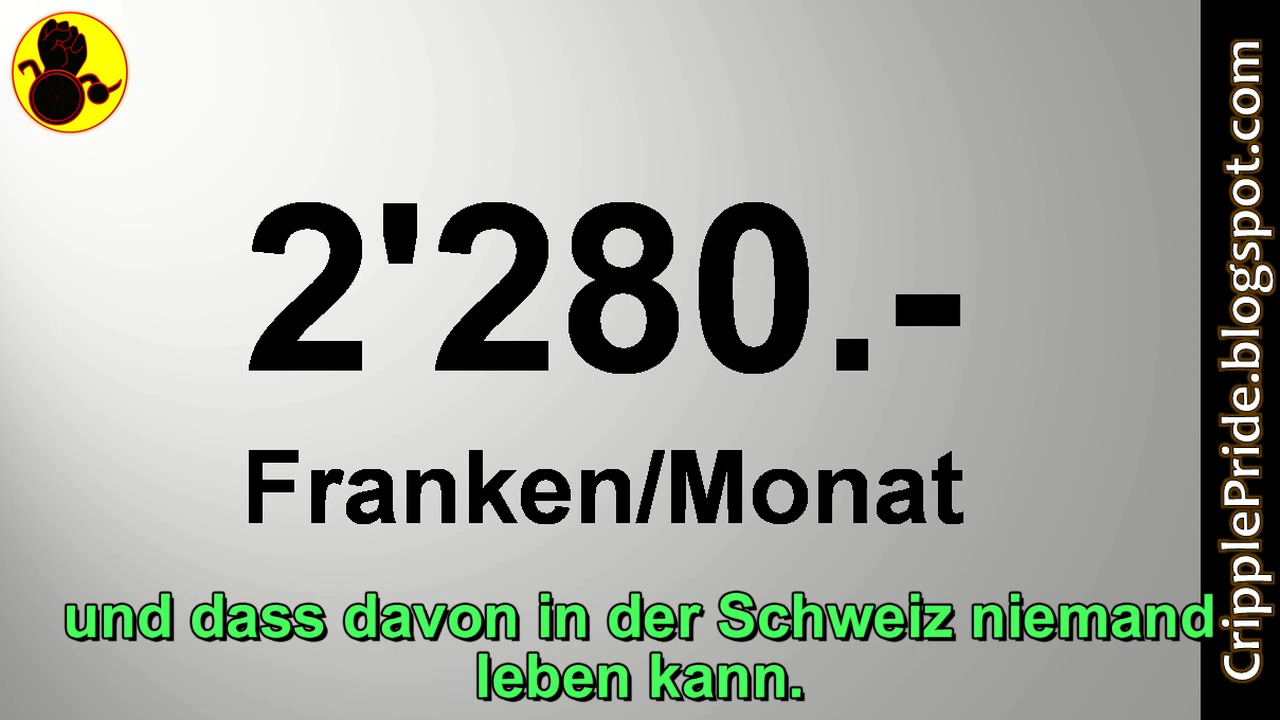 2'280.-
Franken/Monat
und dass davon in der Schweiz niemand
leben kann.
CripplePride.blogspot.com